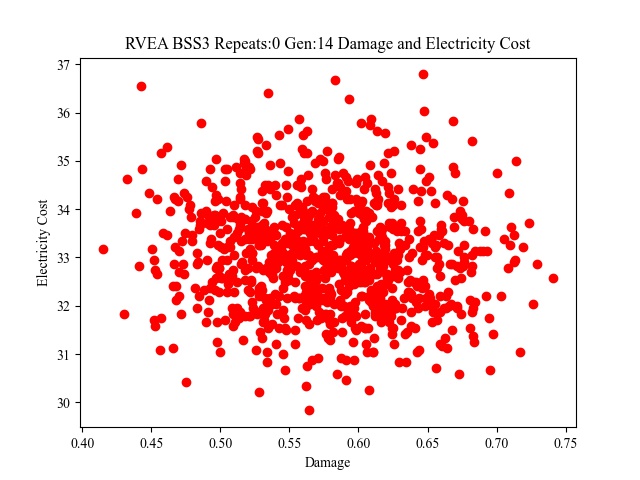 RVEA BSS3 Repeats:0 Gen:14 Damage and Electricity Cost
37
36
35
34
33
32
31
30
Electricity Cost
0.40 0.45 0.50 0.55 0.60 0.65 0.70 0.75
Damage